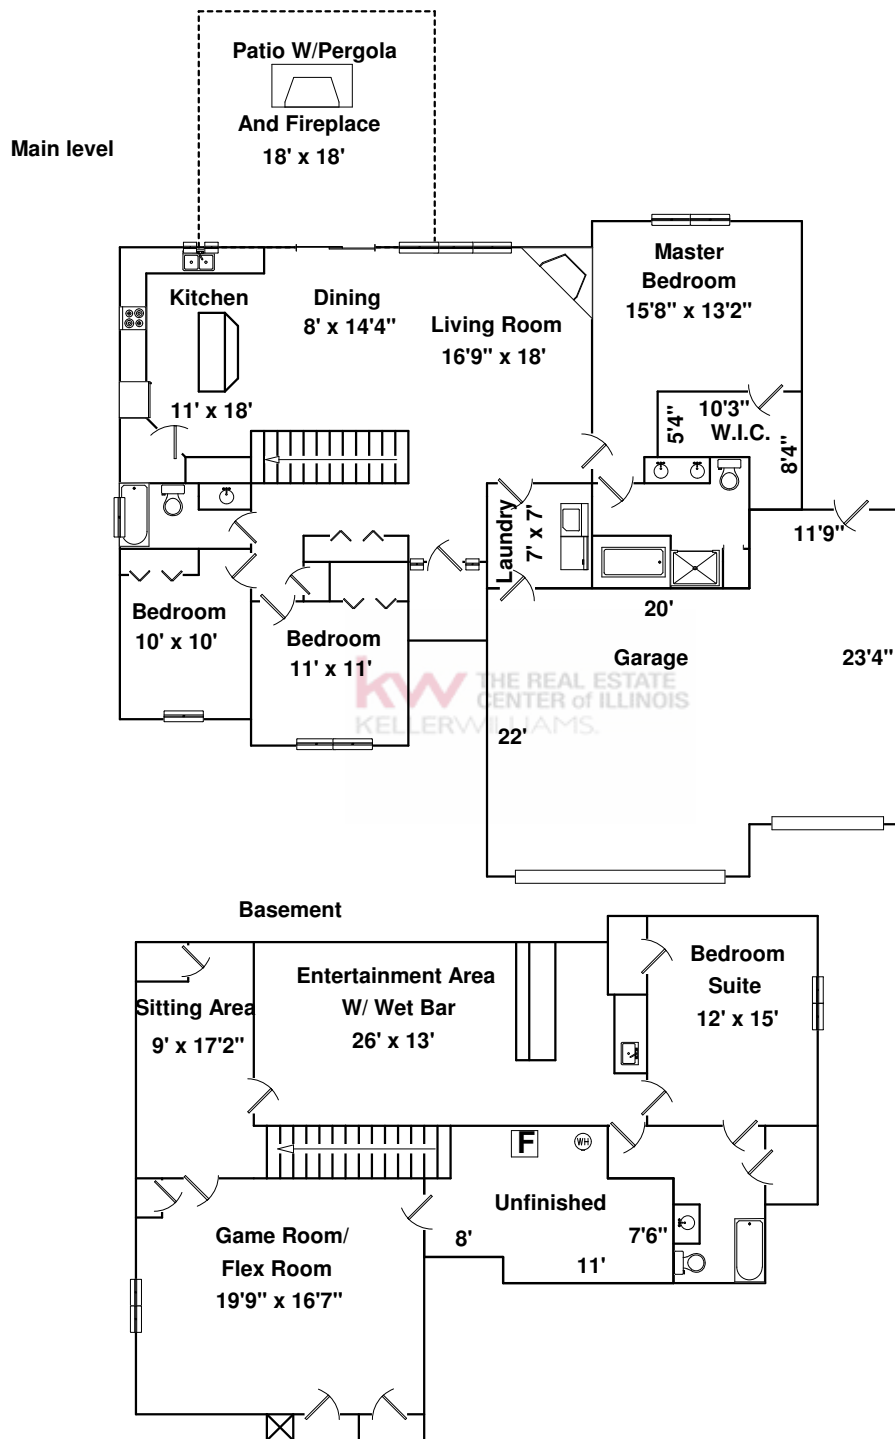 Main level
Patio W/Pergola
And Fireplace
18' x 18'
Kitchen
11' x 18'
Dining
8' x 14'4"
Living Room
16'9" x 18'
Master
Bedroom
15'8" x 13'2"
10'3"
W.I.C.
5'4"
8'4"
Laundry
7' x 7'
11'9"
Bedroom
10' x 10'
Bedroom
11' x 11'
20'
Garage
23'4"
22'
kw THE REAL ESTATE
CENTER of ILLINOIS
KELLERWILLIAMS.
Basement
Sitting Area
9' x 17'2"
Entertainment Area
W/ Wet Bar
26' x 13'
Bedroom
Suite
12' x 15'
F
WH
Unfinished
8'
7'6"
11'
Game Room/
Flex Room
19'9" x 16'7"